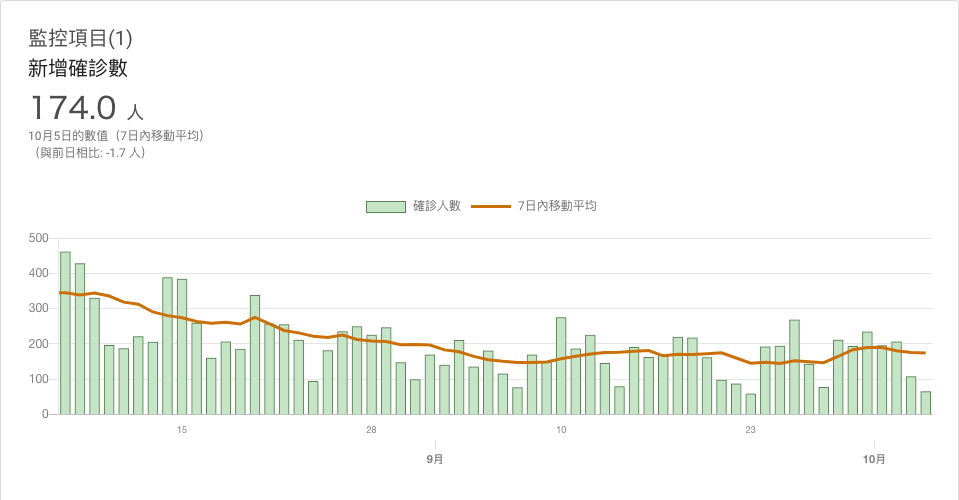 監控項目(1)
新增確診數
174.0 人
10月5日的數值（7日內移動平均）
（與前日相比: -1.7 人）
確診人數 7日內移動平均
500
400
300
200
100
0
15 28 10 23
9月 10月